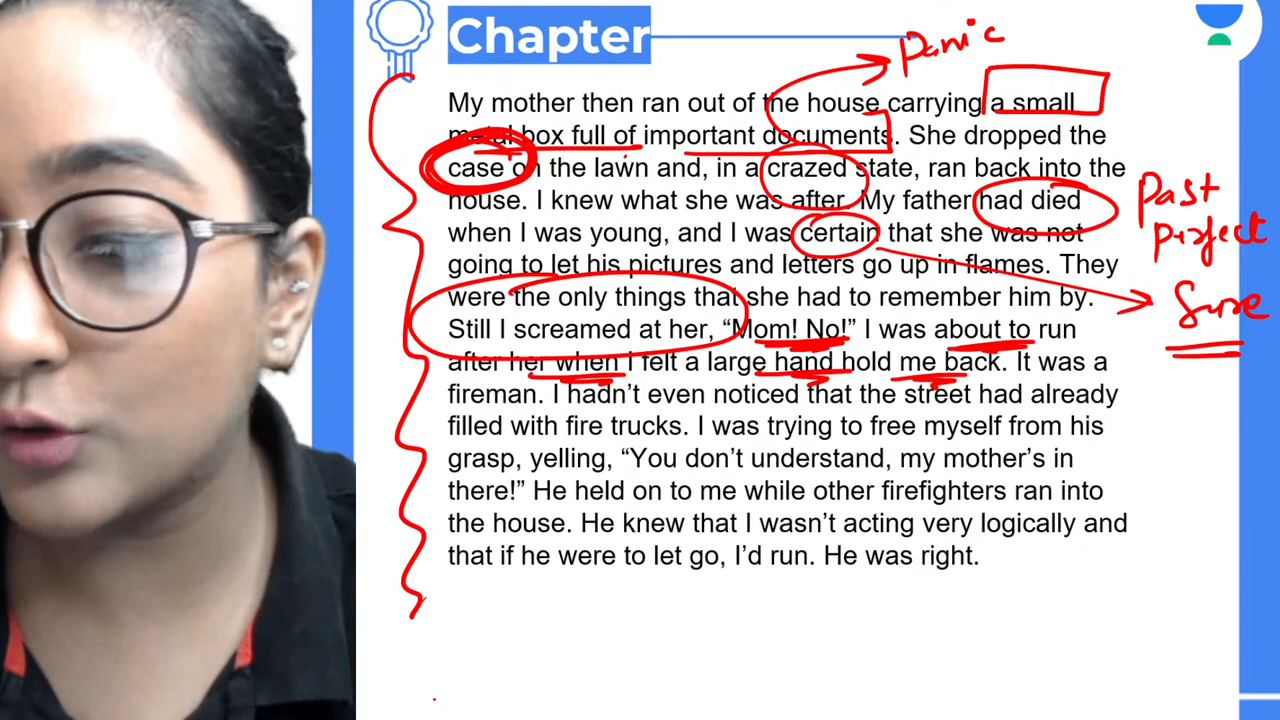 Chapter
panic
My mother then ran out of the house carrying a small
metal box full of important documents. She dropped the
case on the lawn and, in a crazed state, ran back into the
house. I knew what she was after. My father had died
Past
perfect
when I was young, and I was certain that she was not
going to let his pictures and letters go up in flames. They
were the only things that she had to remember him by.
Sure
Still I screamed at her, “Mom! No!” I was about to run
after her when I felt a large hand hold me back. It was a
fireman. I hadn’t even noticed that the street had already
filled with fire trucks. I was trying to free myself from his
grasp, yelling, “You don’t understand, my mother’s in
there!” He held on to me while other firefighters ran into
the house. He knew that I wasn’t acting very logically and
that if he were to let go, I’d run. He was right.